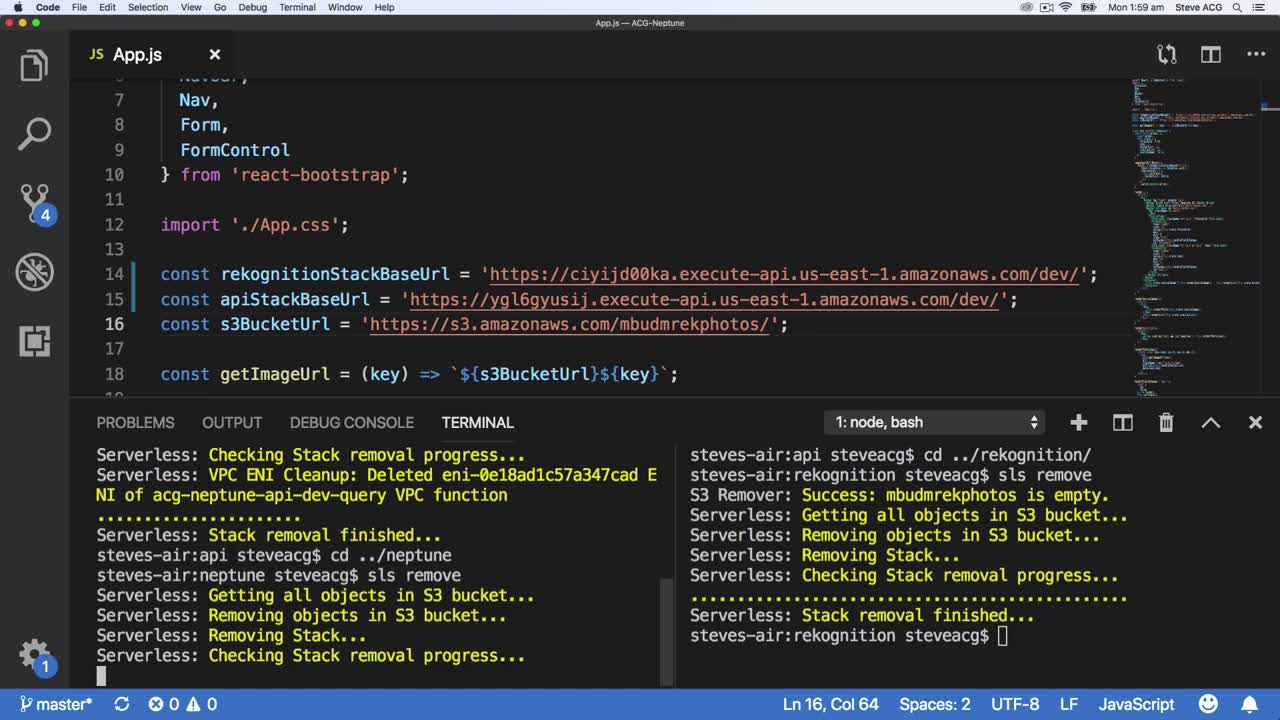 Code File Edit Selection View Go Debug Terminal Window Help Mon 1:59 am Steve ACG
App.js — ACG-Neptune
JS App.js
7 Nav,
8 Form,
9 FormControl
10 } from 'react-bootstrap';
11
12 import './App.css';
13
14 const rekognitionStackBaseUrl = 'https://ciyijd00ka.execute-api.us-east-1.amazonaws.com/dev/';
15 const apiStackBaseUrl = 'https://ygl6gyusij.execute-api.us-east-1.amazonaws.com/dev/';
16 const s3BucketUrl = 'https://s3.amazonaws.com/mbudmrekphotos/';
17
18 const getImageUrl = (key) => `${s3BucketUrl}${key}`;
4
PROBLEMS OUTPUT DEBUG CONSOLE TERMINAL 1: node, bash
Serverless: Checking Stack removal progress...
Serverless: VPC ENI Cleanup: Deleted eni-0e18ad1c57a347cad E
NI of acg-neptune-api-dev-query VPC function
......................
Serverless: Stack removal finished...
steves-air:api steveacg$ cd ../neptune
steves-air:neptune steveacg$ sls remove
Serverless: Getting all objects in S3 bucket...
Serverless: Removing objects in S3 bucket...
Serverless: Removing Stack...
Serverless: Checking Stack removal progress...
steves-air:api steveacg$ cd ../rekognition/
steves-air:rekognition steveacg$ sls remove
S3 Remover: Success: mbudmrekphotos is empty.
Serverless: Getting all objects in S3 bucket...
Serverless: Removing objects in S3 bucket...
Serverless: Removing Stack...
Serverless: Checking Stack removal progress...
...............................................
Serverless: Stack removal finished...
steves-air:rekognition steveacg$
1
master* 0 0 Ln 16, Col 64 Spaces: 2 UTF-8 LF JavaScript